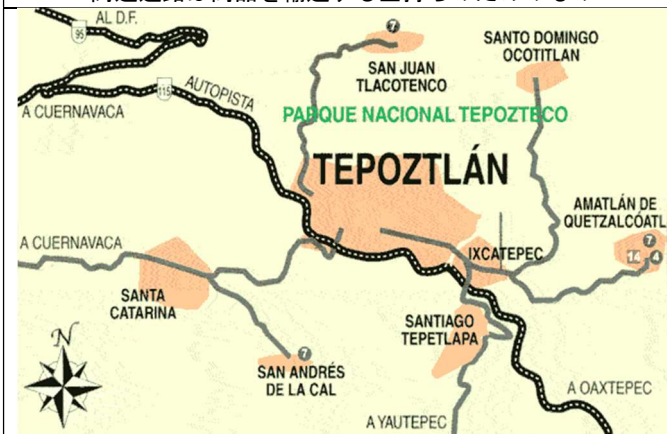 AL D.F.
95
7
SAN JUAN
TLACOTENCO
SANTO DOMINGO
OCOTITLAN
A CUERNAVACA
115
AUTOPISTA
PARQUE NACIONAL TEPOZTECO
TEPOZTLÁN
AMATLÁN DE
QUETZALCÓATL
7
14
4
A CUERNAVACA
IXCATEPEC
SANTA
CATARINA
SANTIAGO
TEPETLAPA
N
7
SAN ANDRÉS
DE LA CAL
A OAXTEPEC
A YAUTEPEC